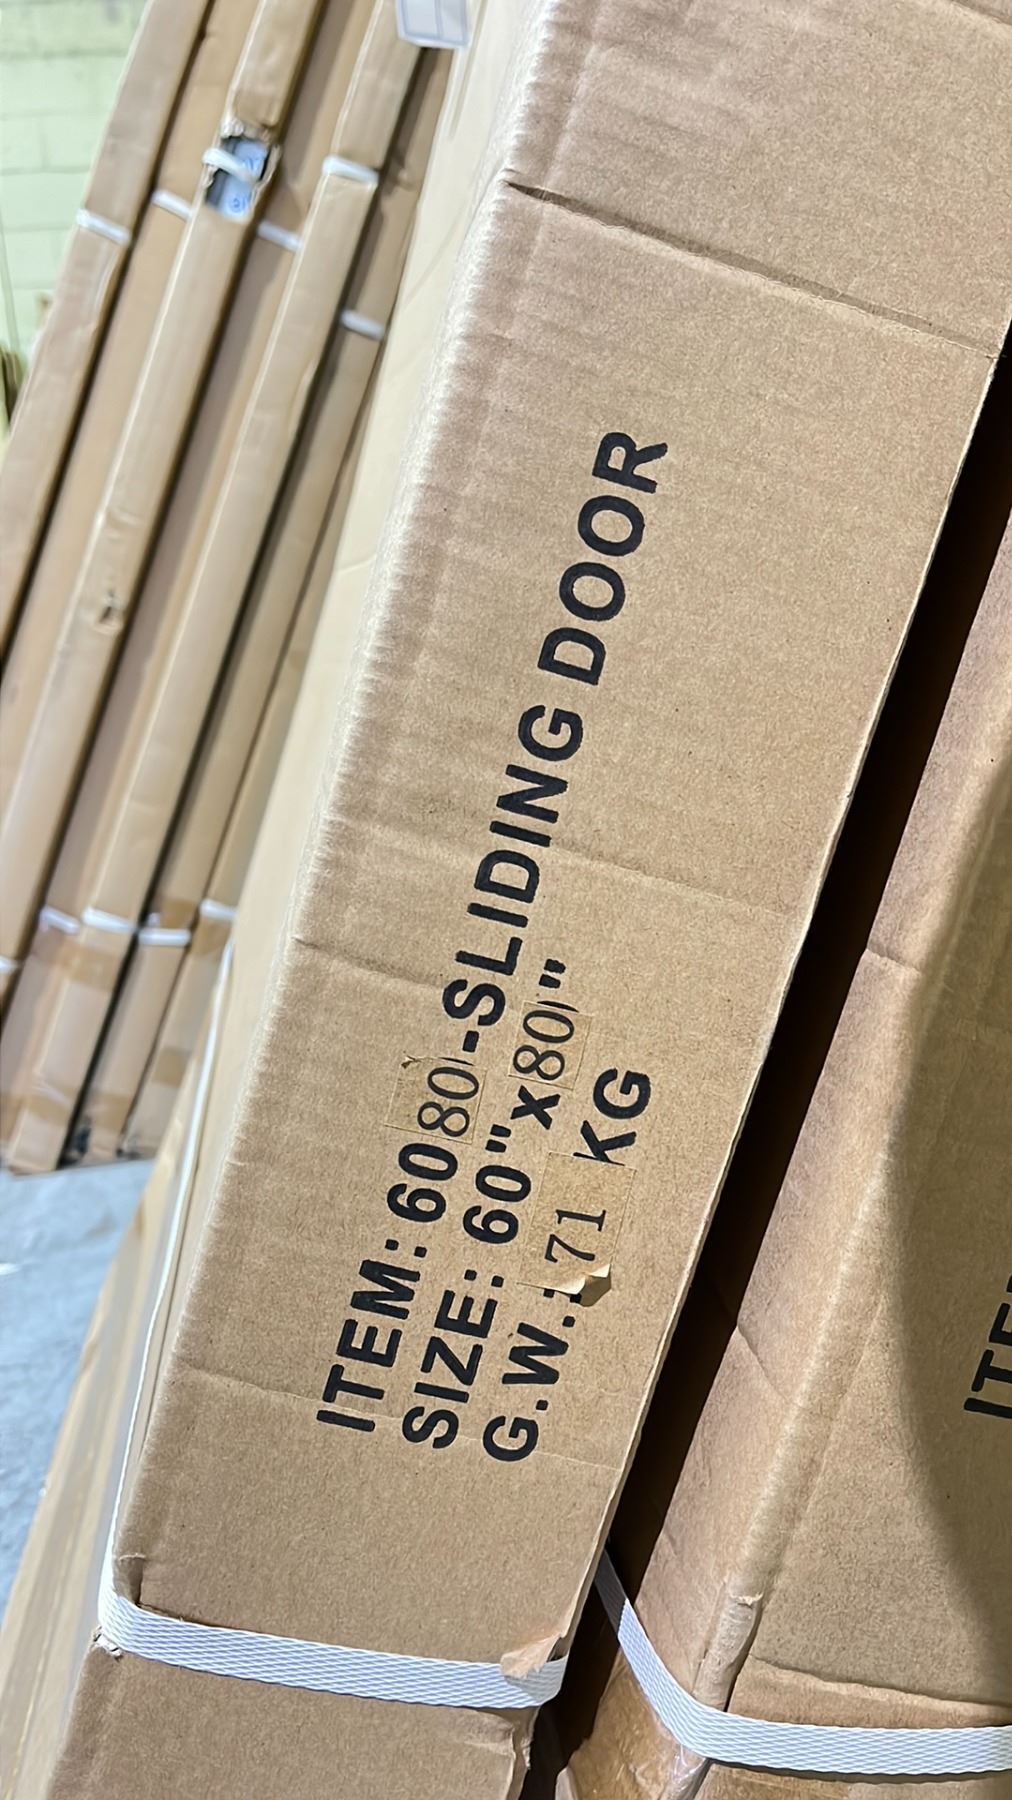 ITEM: 6080-SLIDING DOOR
SIZE: 60"x80"
G.W.: 71 KG